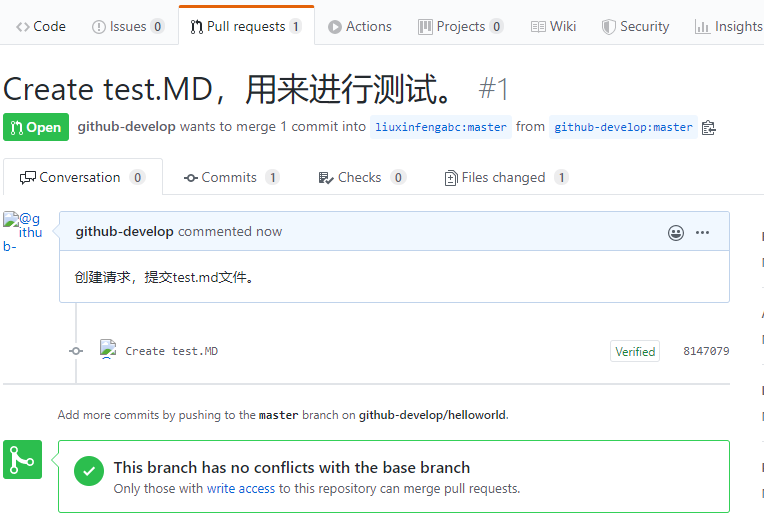 Code Issues 0 Pull requests 1 Actions Projects 0 Wiki Security Insights
Create test.MD，用来进行测试。 #1
Open github-develop wants to merge 1 commit into liuxinfengabc:master from github-develop:master
Conversation 0 Commits 1 Checks 0 Files changed 1
@github-
github-develop commented now
创建请求，提交test.md文件。
Create test.MD Verified 8147079
Add more commits by pushing to the master branch on github-develop/helloworld.
This branch has no conflicts with the base branch
Only those with write access to this repository can merge pull requests.